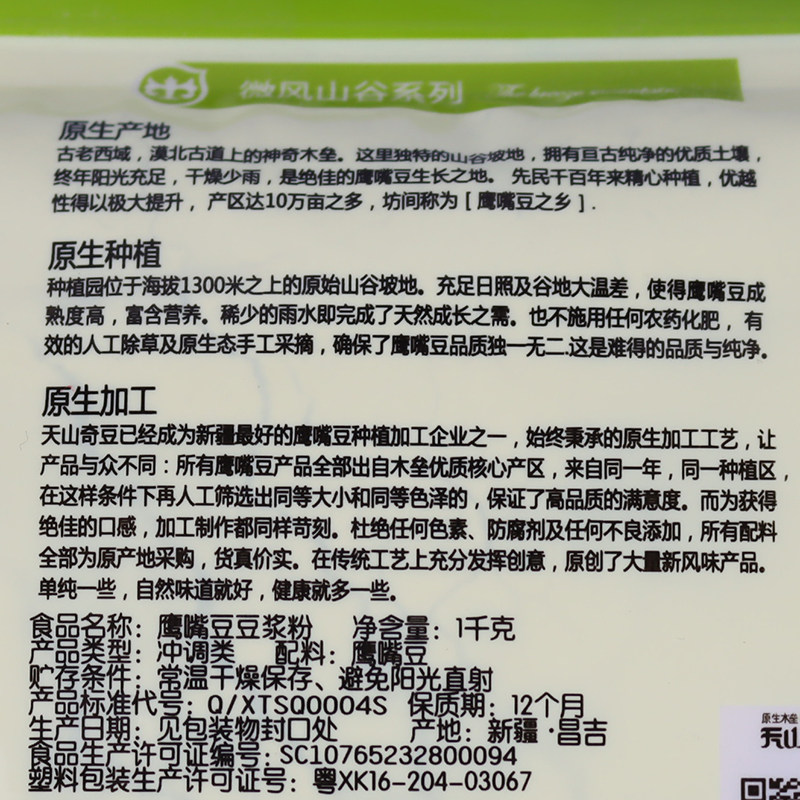 微风山谷系列
原生产地
古老西域，漠北古道上的神奇木垒。这里独特的山谷坡地，拥有亘古纯净的优质土壤，
终年阳光充足，干燥少雨，是绝佳的鹰嘴豆生长之地。 先民千百年来精心种植，优越
性得以极大提升， 产区达10万亩之多，坊间称为 [ 鹰嘴豆之乡 ] .
原生种植
种植园位于海拔1300米之上的原始山谷坡地。充足日照及谷地大温差，使得鹰嘴豆成
熟度高，富含营养。稀少的雨水即完成了天然成长之需。也不施用任何农药化肥，有
效的人工除草及原生态手工采摘，确保了鹰嘴豆品质独一无二.这是难得的品质与纯净。
原生加工
天山奇豆已经成为新疆最好的鹰嘴豆种植加工企业之一，始终秉承的原生加工工艺，让
产品与众不同：所有鹰嘴豆产品全部出自木垒优质核心产区，来自同一年，同一种植区，
在这样条件下再人工筛选出同等大小和同等色泽的，保证了高品质的满意度。而为获得
绝佳的口感，加工制作都同样苛刻。杜绝任何色素、防腐剂及任何不良添加，所有配料
全部为原产地采购，货真价实。在传统工艺上充分发挥创意，原创了大量新风味产品。
单纯一些，自然味道就好，健康就多一些。
食品名称：鹰嘴豆豆浆粉 净含量：1千克
产品类型：冲调类 配料：鹰嘴豆
贮存条件：常温干燥保存、避免阳光直射
产品标准代号：Q/XTSQ0004S 保质期：12个月
生产日期：见包装物封口处 产地：新疆·昌吉
食品生产许可证编号：SC10765232800094
塑料包装生产许可证号：粤XK16-204-03067
原生木垒
天山